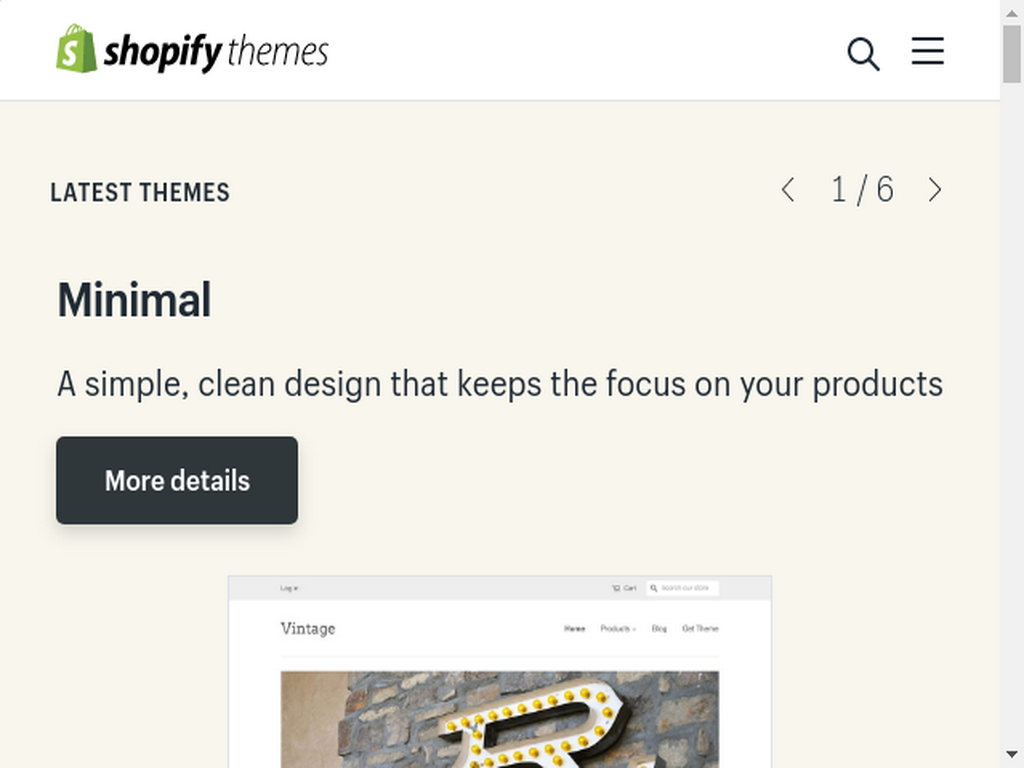 shopify themes
LATEST THEMES
1 / 6
Minimal
A simple, clean design that keeps the focus on your products
More details
Log in
Cart
Search our store
Vintage
Home Products Blog Get Theme